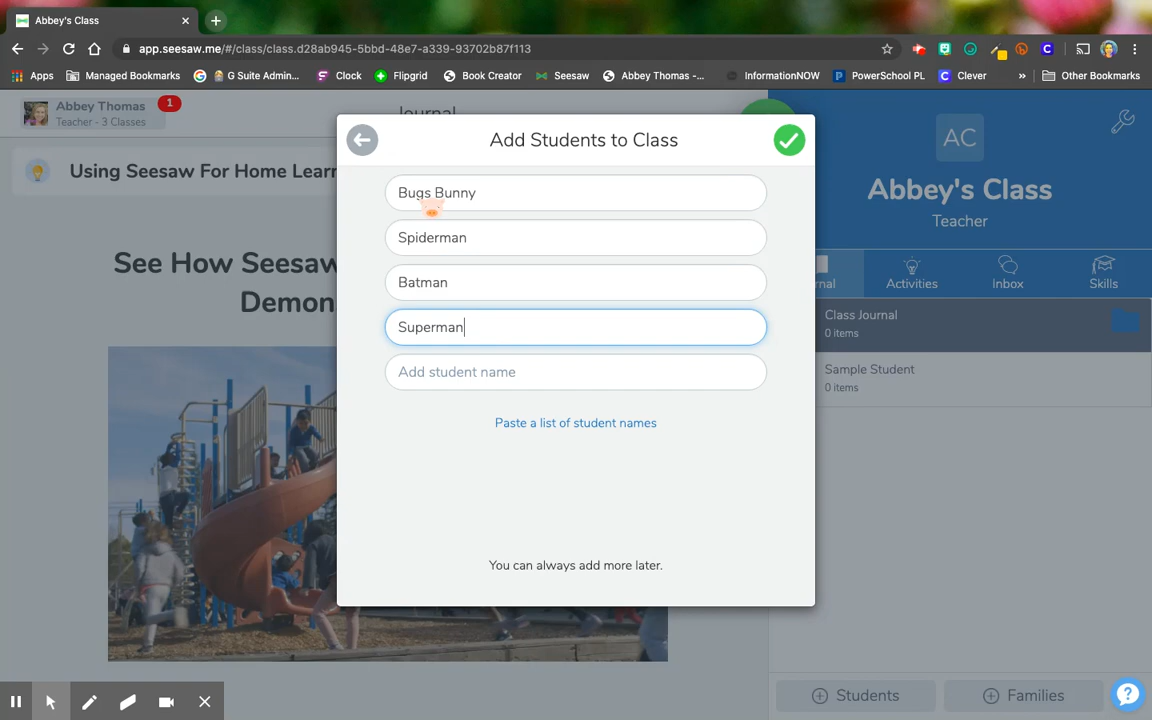 Abbey's Class
app.seesaw.me/#/class/class.d28ab945-5bbd-48e7-a339-93702b87f113
Apps Managed Bookmarks G Suite Admin... Clock Flipgrid Book Creator Seesaw Abbey Thomas -... InformationNOW PowerSchool PL Clever » Other Bookmarks
Abbey Thomas 1
Teacher - 3 Classes
Journal
Using Seesaw For Home Learn
See How Seesaw
Demon
Add Students to Class
Bugs Bunny
Spiderman
Batman
Superman
Add student name
Paste a list of student names
You can always add more later.
AC
Abbey's Class
Teacher
rnal Activities Inbox Skills
Class Journal
0 items
Sample Student
0 items
Students Families
?